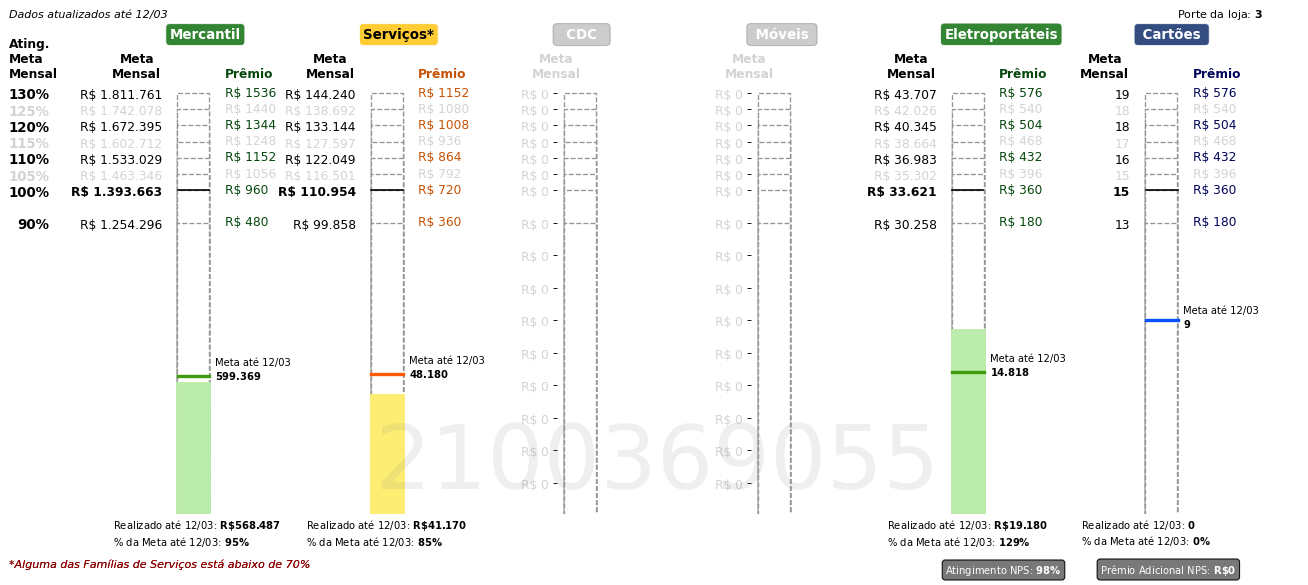 Dados atualizados até 12/03
Porte da loja: 3
Mercantil Serviços* CDC Móveis Eletroportáteis Cartões
Ating. Meta Mensal
Meta Mensal Prêmio Meta Mensal Prêmio Meta Mensal Meta Mensal Meta Mensal Prêmio Meta Mensal Prêmio
130% R$ 1.811.761 R$ 1536 R$ 144.240 R$ 1152 R$ 0 R$ 0 R$ 43.707 R$ 576 19 R$ 576
125% R$ 1.742.078 R$ 1440 R$ 138.692 R$ 1080 R$ 0 R$ 0 R$ 42.026 R$ 540 18 R$ 540
120% R$ 1.672.395 R$ 1344 R$ 133.144 R$ 1008 R$ 0 R$ 0 R$ 40.345 R$ 504 18 R$ 504
115% R$ 1.602.712 R$ 1248 R$ 127.597 R$ 936 R$ 0 R$ 0 R$ 38.664 R$ 468 17 R$ 468
110% R$ 1.533.029 R$ 1152 R$ 122.049 R$ 864 R$ 0 R$ 0 R$ 36.983 R$ 432 16 R$ 432
105% R$ 1.463.346 R$ 1056 R$ 116.501 R$ 792 R$ 0 R$ 0 R$ 35.302 R$ 396 15 R$ 396
100% R$ 1.393.663 R$ 960 R$ 110.954 R$ 720 R$ 0 R$ 0 R$ 33.621 R$ 360 15 R$ 360
90% R$ 1.254.296 R$ 480 R$ 99.858 R$ 360 R$ 0 R$ 0 R$ 30.258 R$ 180 13 R$ 180
R$ 0 R$ 0
R$ 0 R$ 0
R$ 0 R$ 0
R$ 0 R$ 0
R$ 0 R$ 0
R$ 0 R$ 0
R$ 0 R$ 0
R$ 0 R$ 0
Meta até 12/03
9
Meta até 12/03 Meta até 12/03 Meta até 12/03
599.369 48.180 14.818
2100369055
Realizado até 12/03: R$568.487 Realizado até 12/03: R$41.170 Realizado até 12/03: R$19.180 Realizado até 12/03: 0
% da Meta até 12/03: 95% % da Meta até 12/03: 85% % da Meta até 12/03: 129% % da Meta até 12/03: 0%
*Alguma das Famílias de Serviços está abaixo de 70%
Atingimento NPS: 98% Prêmio Adicional NPS: R$0